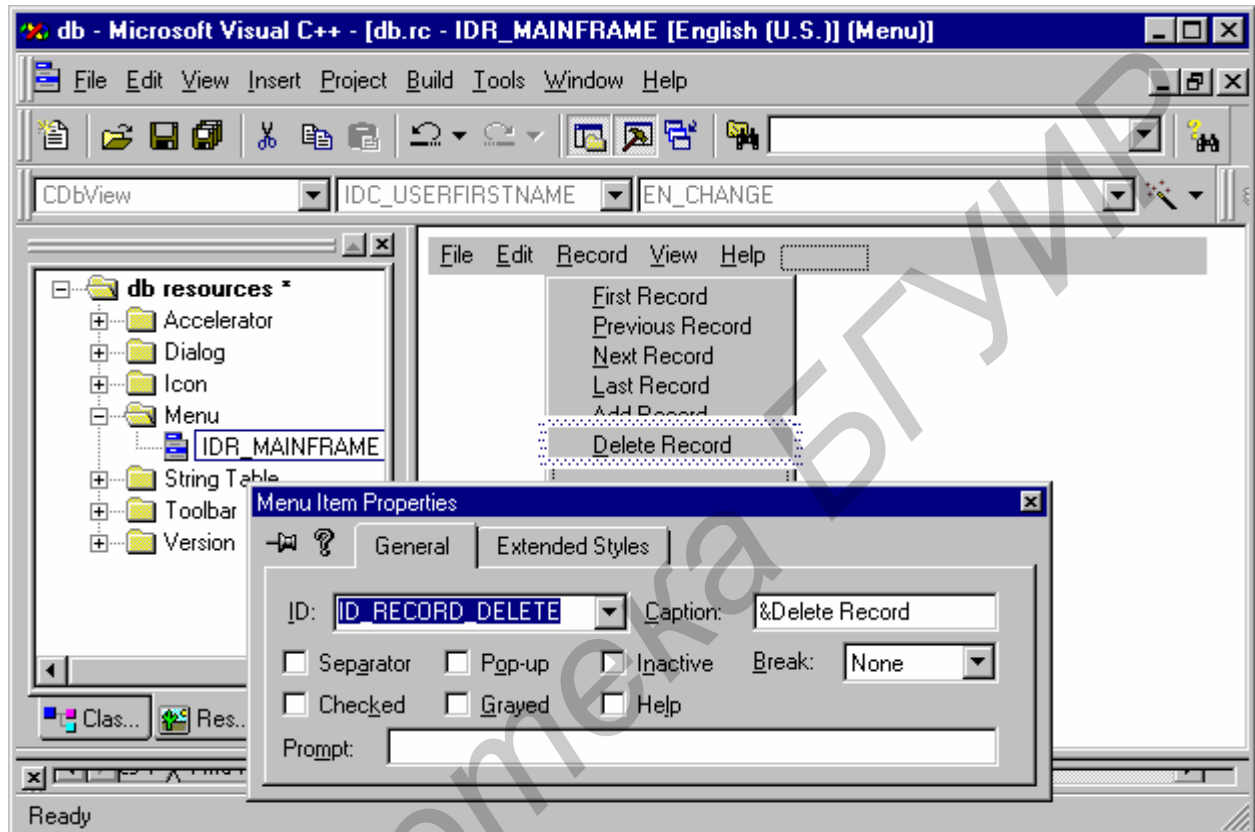 db - Microsoft Visual C++ - [db.rc - IDR_MAINFRAME [English (U.S.)] (Menu)]
File Edit View Insert Project Build Tools Window Help
CDbView IDC_USERFIRSTNAME EN_CHANGE
File Edit Record View Help
db resources *
Accelerator
Dialog
Icon
Menu
IDR_MAINFRAME
String Table
Toolbar
Version
First Record
Previous Record
Next Record
Last Record
Add Record
Delete Record
Menu Item Properties
General Extended Styles
ID: ID_RECORD_DELETE Caption: &Delete Record
Separator Pop-up Inactive Break: None
Checked Grayed Help
Prompt:
Clas... Res...
Ready
отека БГУИР